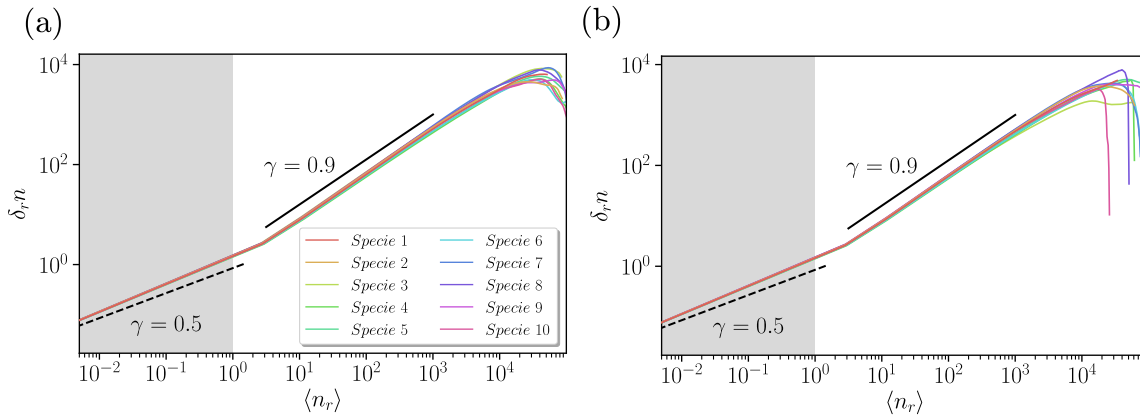 (a)
10^4
10^2
10^0
δ_r n
γ = 0.9
γ = 0.5
Specie 1
Specie 2
Specie 3
Specie 4
Specie 5
Specie 6
Specie 7
Specie 8
Specie 9
Specie 10
10^−2
10^−1
10^0
10^1
10^2
10^3
10^4
⟨n_r⟩
(b)
10^4
10^2
10^0
δ_r n
γ = 0.9
γ = 0.5
10^−2
10^−1
10^0
10^1
10^2
10^3
10^4
⟨n_r⟩